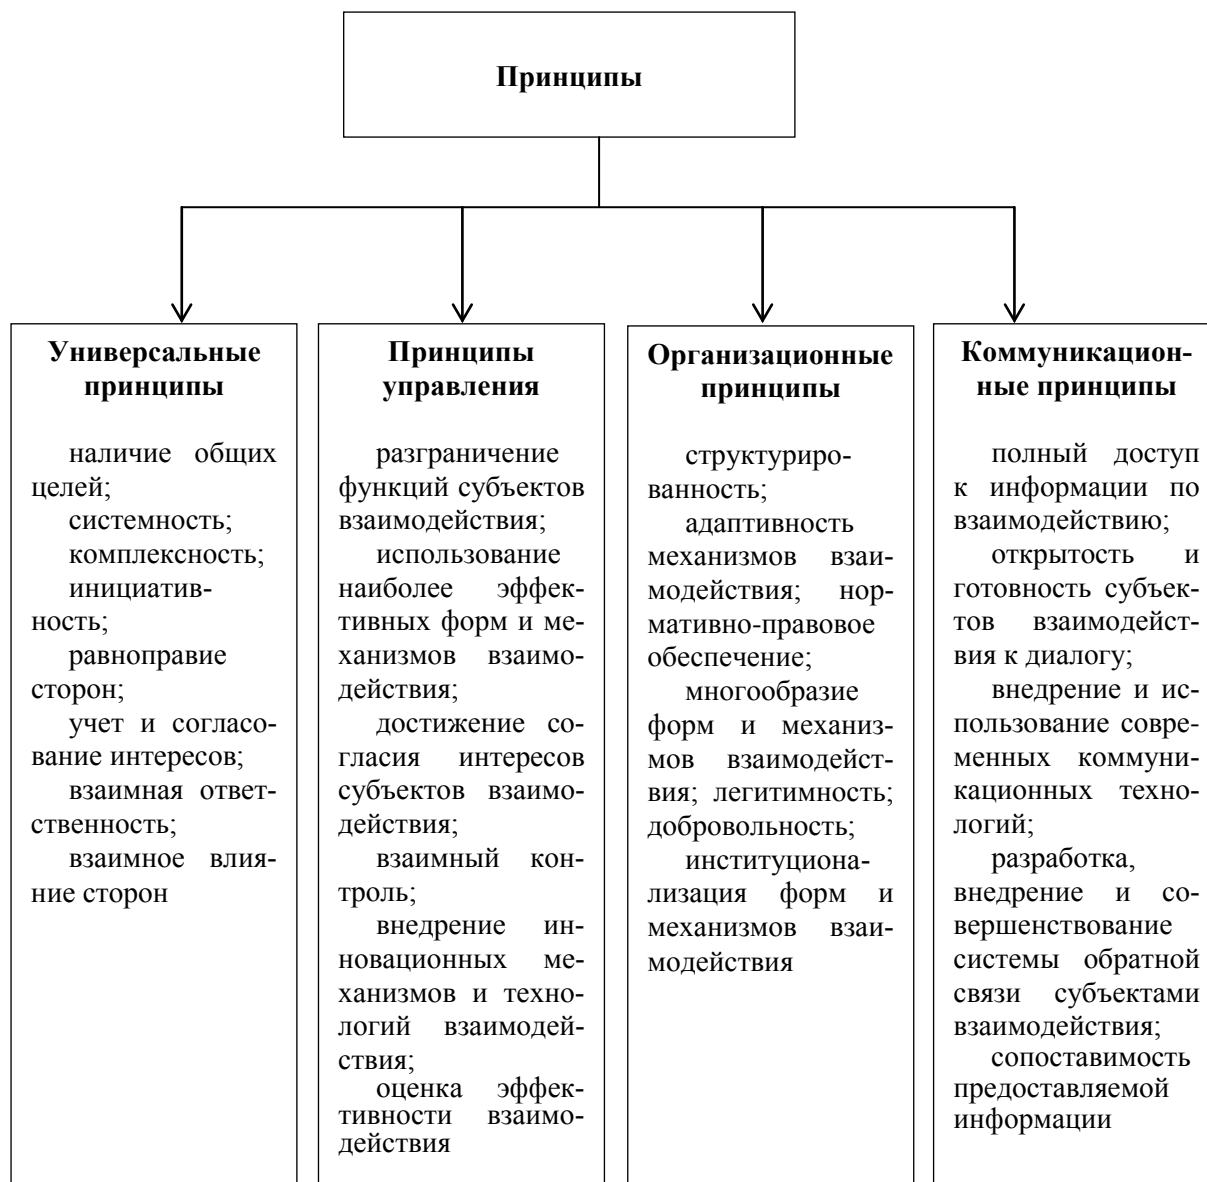 Принципы
Универсальные
принципы
наличие общих
целей;
системность;
комплексность;
инициатив-
ность;
равноправие
сторон;
учет и согласо-
вание интересов;
взаимная ответ-
ственность;
взаимное влия-
ние сторон
Принципы
управления
разграничение
функций субъектов
взаимодействия;
использование
наиболее эффек-
тивных форм и ме-
ханизмов взаимо-
действия;
достижение со-
гласия интересов
субъектов взаимо-
действия;
взаимный кон-
троль;
внедрение ин-
новационных ме-
ханизмов и техно-
логий взаимодей-
ствия;
оценка эффек-
тивности взаимо-
действия
Организационные
принципы
структуриро-
ванность;
адаптивность
механизмов взаи-
модействия; нор-
мативно-правовое
обеспечение;
многообразие
форм и механиз-
мов взаимодейст-
вия; легитимность;
добровольность;
институциона-
лизация форм и
механизмов взаи-
модействия
Коммуникацион-
ные принципы
полный доступ
к информации по
взаимодействию;
открытость и
готовность субъек-
тов взаимодейст-
вия к диалогу;
внедрение и ис-
пользование совре-
менных коммуни-
кационных техно-
логий;
разработка,
внедрение и со-
вершенствование
системы обратной
связи субъектами
взаимодействия;
сопоставимость
предоставляемой
информации